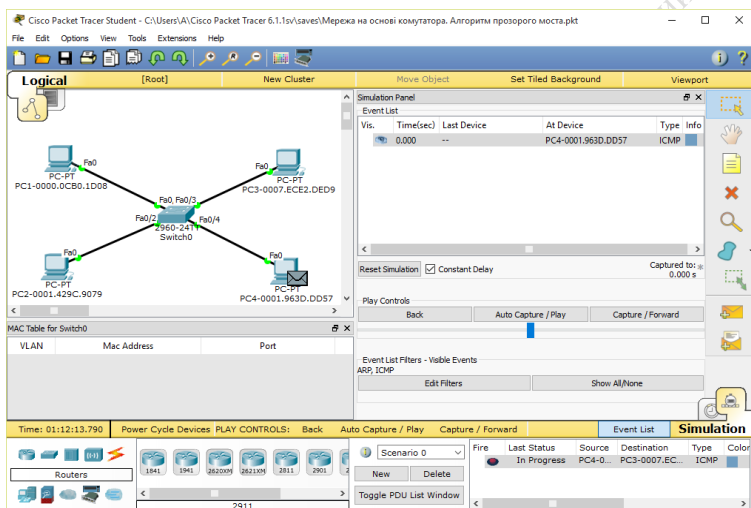 Cisco Packet Tracer Student - C:\Users\A\Cisco Packet Tracer 6.1.1sv\saves\Мережа на основі комутатора. Алгоритм прозорого моста.pkt
File Edit Options View Tools Extensions Help
Logical [Root] New Cluster Move Object Set Tiled Background Viewport
Simulation Panel
Event List
Vis. Time(sec) Last Device At Device Type Info
0.000 -- PC4-0001.963D.DD57 ICMP
Fa0
PC-PT
PC1-0000.0CB0.1D08
Fa0
PC-PT
PC3-0007.ECE2.DED9
Fa0, Fa0/3
Fa0/2 Fa0/4
2960-24TT
Switch0
Fa0
PC-PT
PC2-0001.429C.9079
Fa0
PC-PT
PC4-0001.963D.DD57
Reset Simulation Constant Delay Captured to:
0.000 s
Play Controls
Back Auto Capture / Play Capture / Forward
Event List Filters - Visible Events
ARP, ICMP
Edit Filters Show All/None
MAC Table for Switch0
VLAN Mac Address Port
Time: 01:12:13.790 Power Cycle Devices PLAY CONTROLS: Back Auto Capture / Play Capture / Forward Event List Simulation
Routers
1841 1941 2620XM 2621XM 2811 2901
2911
Scenario 0
New Delete
Toggle PDU List Window
Fire Last Status Source Destination Type Color
In Progress PC4-0... PC3-0007.EC... ICMP